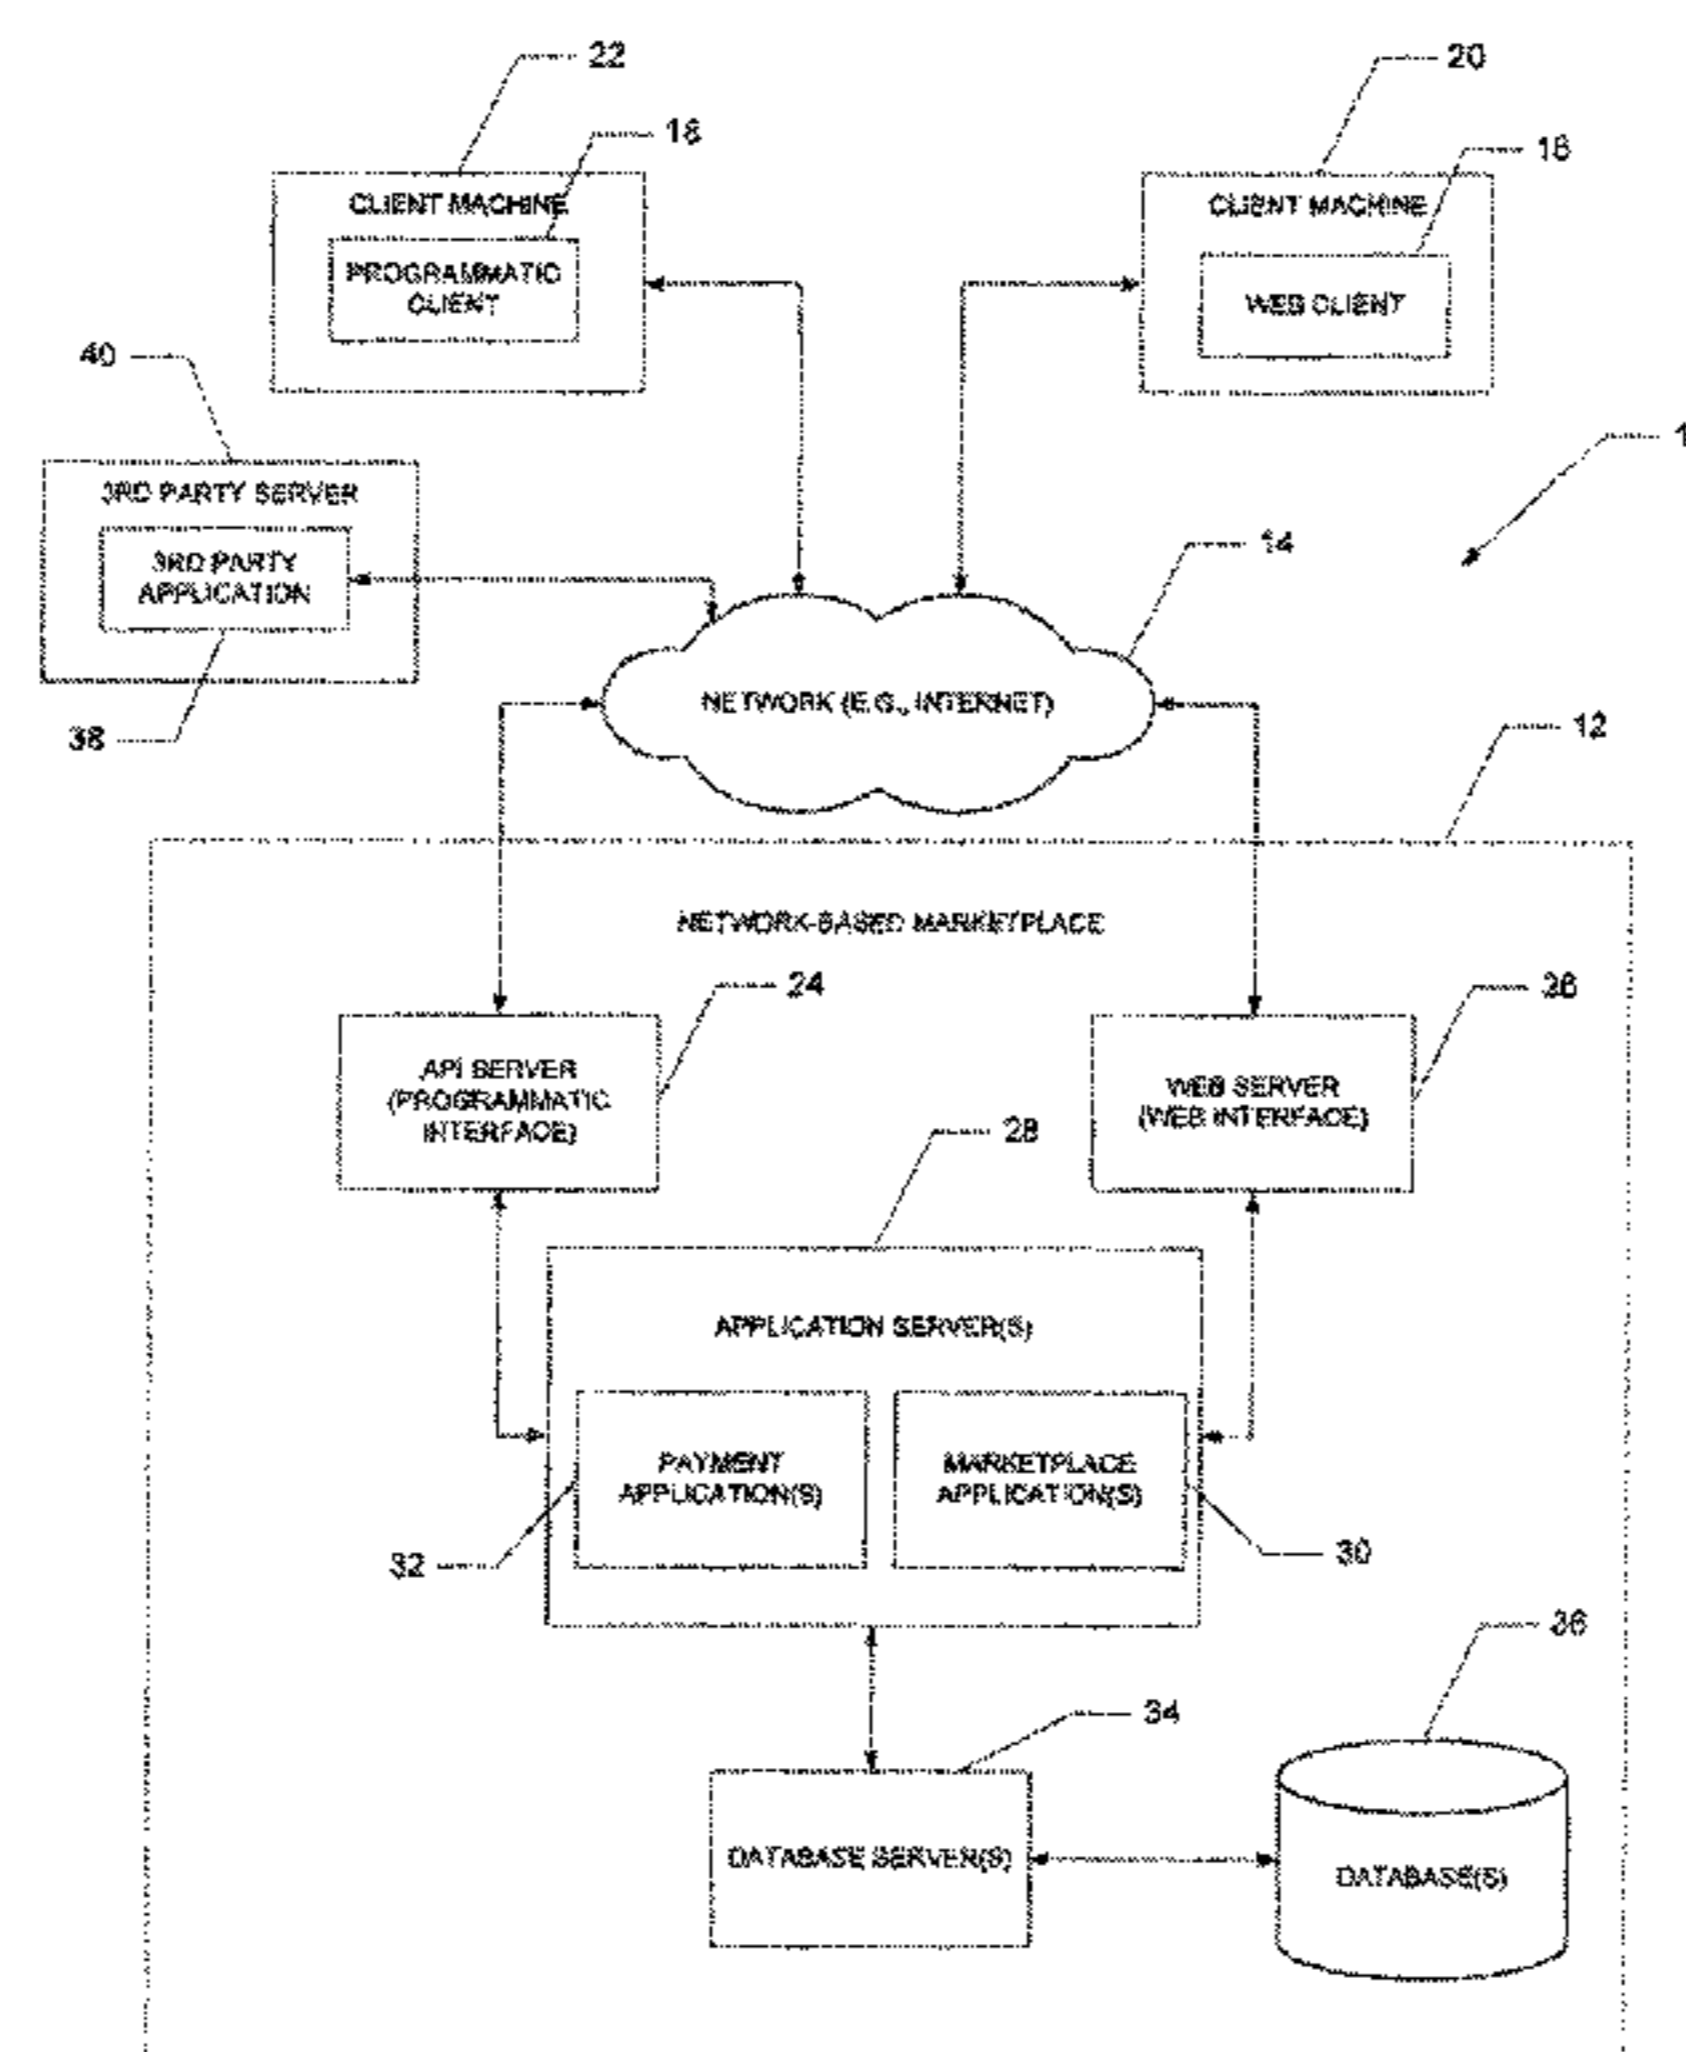 22
20
18
16
CLIENT MACHINE
CLIENT MACHINE
PROGRAMMATIC
CLIENT
WEB CLIENT
40
3RD PARTY SERVER
14
3RD PARTY
APPLICATION
NETWORK (E.G., INTERNET)
38
12
NETWORK-BASED MARKETPLACE
24
26
API SERVER
(PROGRAMMATIC
INTERFACE)
WEB SERVER
(WEB INTERFACE)
28
APPLICATION SERVER(S)
PAYMENT
APPLICATION(S)
MARKETPLACE
APPLICATION(S)
32
30
36
34
DATABASE SERVER(S)
DATABASE(S)